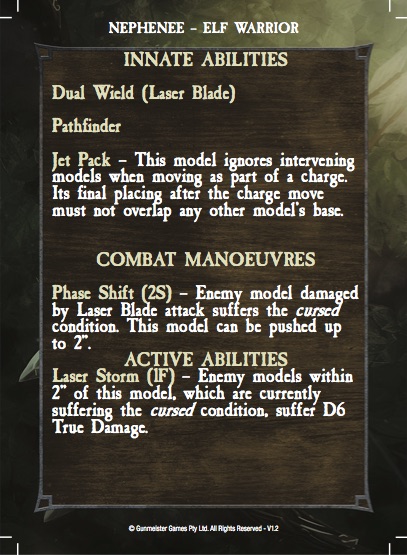 NEPHENEE – ELF WARRIOR
INNATE ABILITIES
Dual Wield (Laser Blade)
Pathfinder
Jet Pack – This model ignores intervening
models when moving as part of a charge.
Its final placing after the charge move
must not overlap any other model's base.
COMBAT MANOEUVRES
Phase Shift (2S) – Enemy model damaged
by Laser Blade attack suffers the cursed
condition. This model can be pushed up
to 2".
ACTIVE ABILITIES
Laser Storm (1F) – Enemy models within
2" of this model, which are currently
suffering the cursed condition, suffer D6
True Damage.
© Gunmeister Games Pty Ltd. All Rights Reserved - V1.2